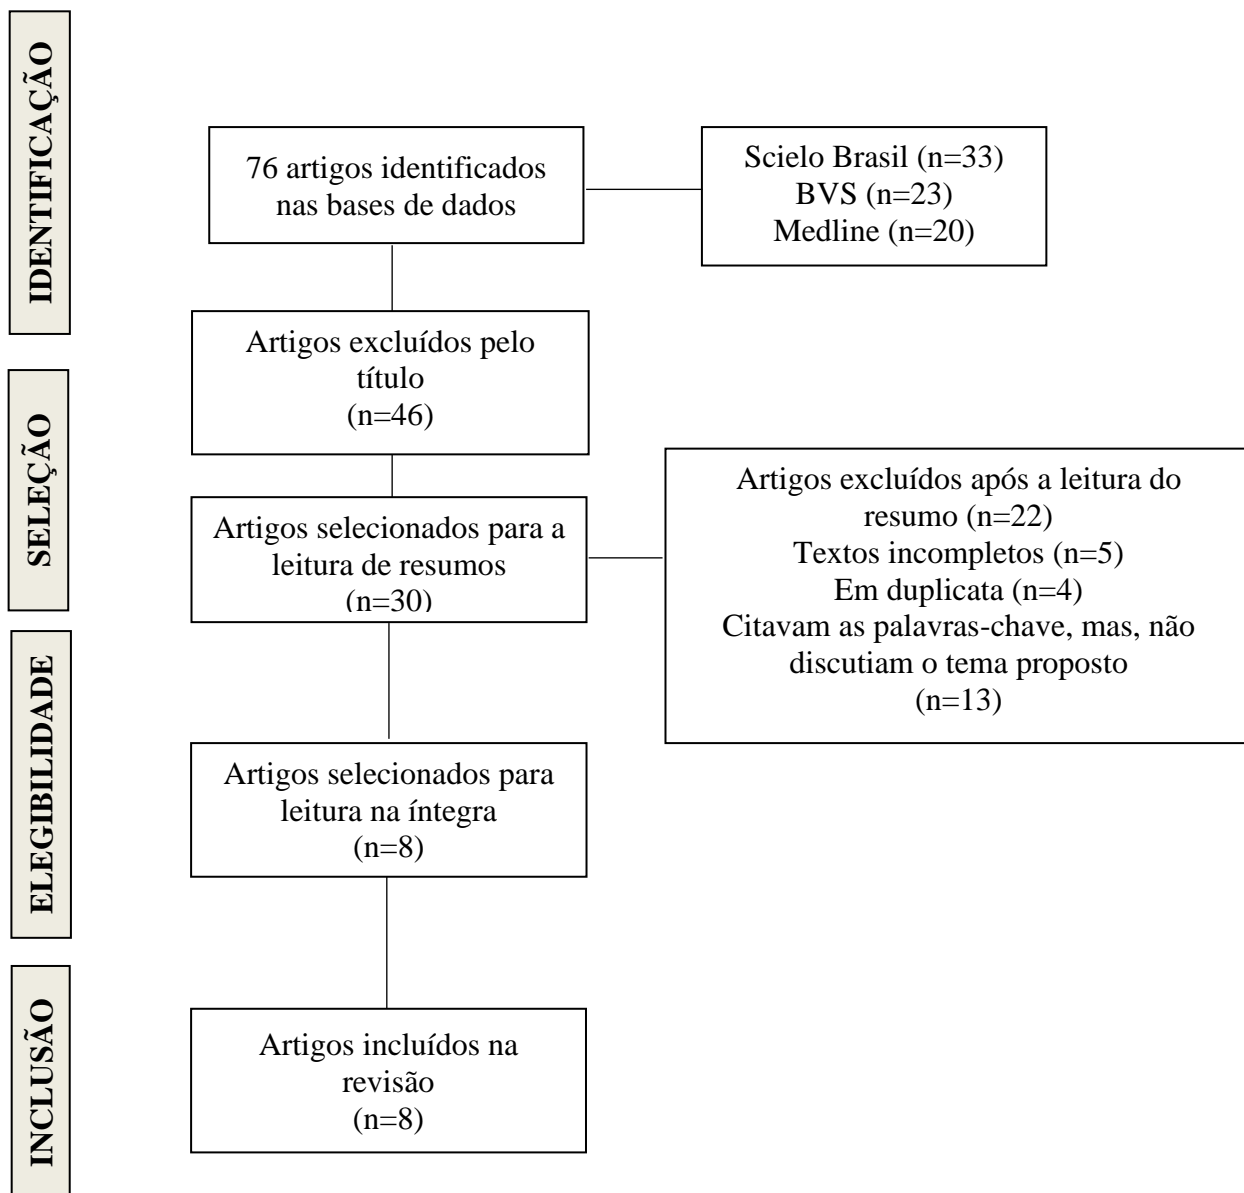 IDENTIFICAÇÃO
76 artigos identificados
nas bases de dados
Scielo Brasil (n=33)
BVS (n=23)
Medline (n=20)
Artigos excluídos pelo
título
(n=46)
SELEÇÃO
Artigos selecionados para a
leitura de resumos
(n=30)
Artigos excluídos após a leitura do
resumo (n=22)
Textos incompletos (n=5)
Em duplicata (n=4)
Citavam as palavras-chave, mas, não
discutiam o tema proposto
(n=13)
ELEGIBILIDADE
Artigos selecionados para
leitura na íntegra
(n=8)
INCLUSÃO
Artigos incluídos na
revisão
(n=8)